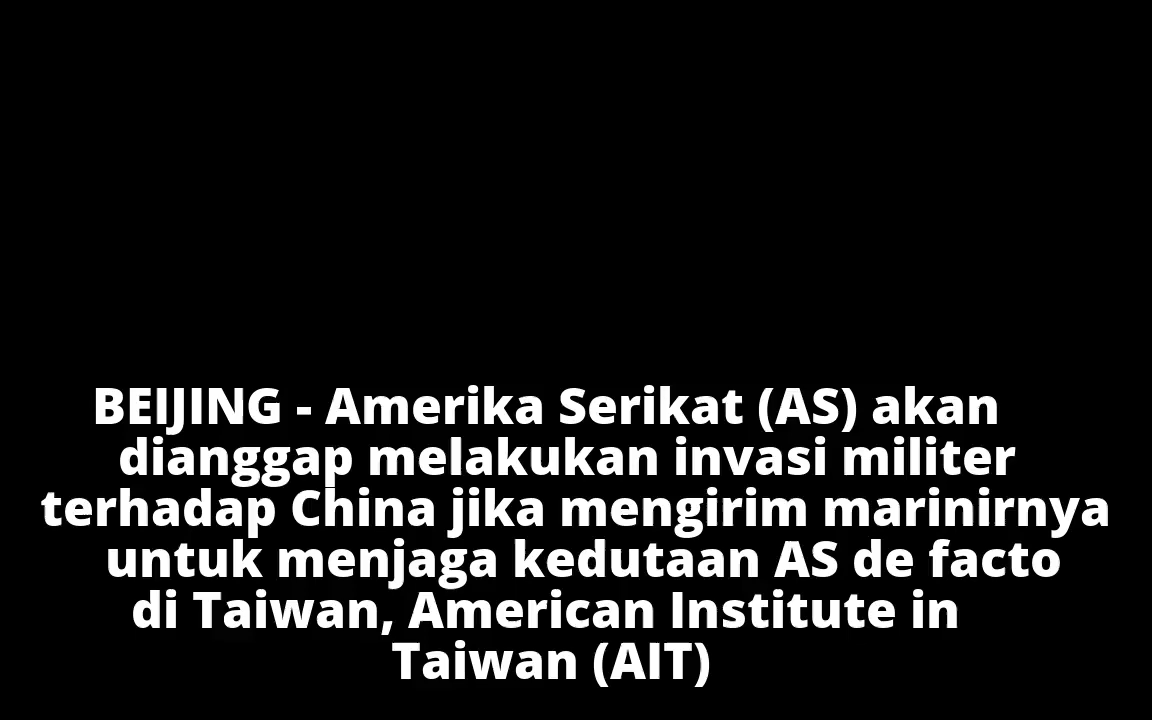 BEIJING - Amerika Serikat (AS) akan
dianggap melakukan invasi militer
terhadap China jika mengirim marinirnya
untuk menjaga kedutaan AS de facto
di Taiwan, American Institute in
Taiwan (AIT)